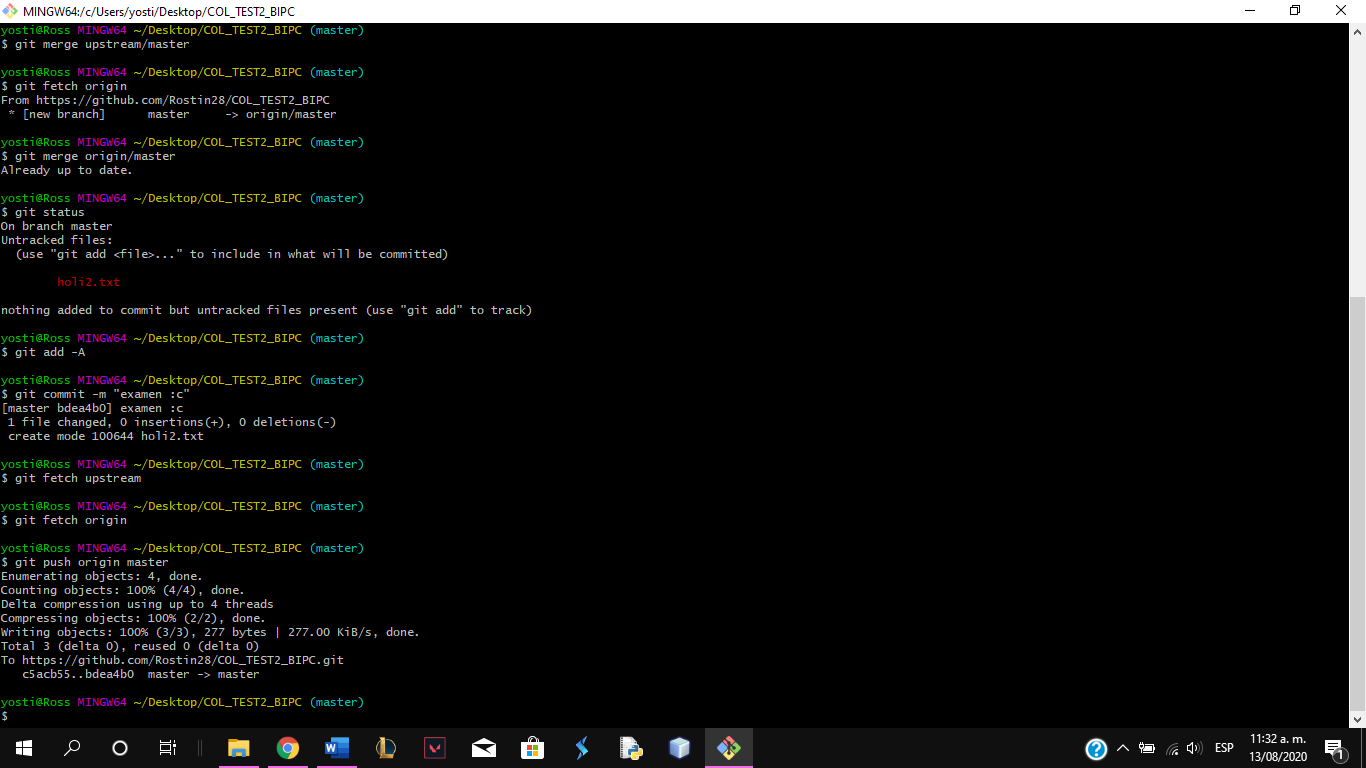 MINGW64:/c/Users/yosti/Desktop/COL_TEST2_BIPC
yosti@Ross MINGW64 ~/Desktop/COL_TEST2_BIPC (master)
$ git merge upstream/master
yosti@Ross MINGW64 ~/Desktop/COL_TEST2_BIPC (master)
$ git fetch origin
From https://github.com/Rostin28/COL_TEST2_BIPC
 * [new branch]      master     -> origin/master
yosti@Ross MINGW64 ~/Desktop/COL_TEST2_BIPC (master)
$ git merge origin/master
Already up to date.
yosti@Ross MINGW64 ~/Desktop/COL_TEST2_BIPC (master)
$ git status
On branch master
Untracked files:
  (use "git add <file>..." to include in what will be committed)
        holi2.txt
nothing added to commit but untracked files present (use "git add" to track)
yosti@Ross MINGW64 ~/Desktop/COL_TEST2_BIPC (master)
$ git add -A
yosti@Ross MINGW64 ~/Desktop/COL_TEST2_BIPC (master)
$ git commit -m "examen :c"
[master bdea4b0] examen :c
 1 file changed, 0 insertions(+), 0 deletions(-)
 create mode 100644 holi2.txt
yosti@Ross MINGW64 ~/Desktop/COL_TEST2_BIPC (master)
$ git fetch upstream
yosti@Ross MINGW64 ~/Desktop/COL_TEST2_BIPC (master)
$ git fetch origin
yosti@Ross MINGW64 ~/Desktop/COL_TEST2_BIPC (master)
$ git push origin master
Enumerating objects: 4, done.
Counting objects: 100% (4/4), done.
Delta compression using up to 4 threads
Compressing objects: 100% (2/2), done.
Writing objects: 100% (3/3), 277 bytes | 277.00 KiB/s, done.
Total 3 (delta 0), reused 0 (delta 0)
To https://github.com/Rostin28/COL_TEST2_BIPC.git
   c5acb55..bdea4b0  master -> master
yosti@Ross MINGW64 ~/Desktop/COL_TEST2_BIPC (master)
$
W
L
?
ESP
11:32 a. m.
13/08/2020
1